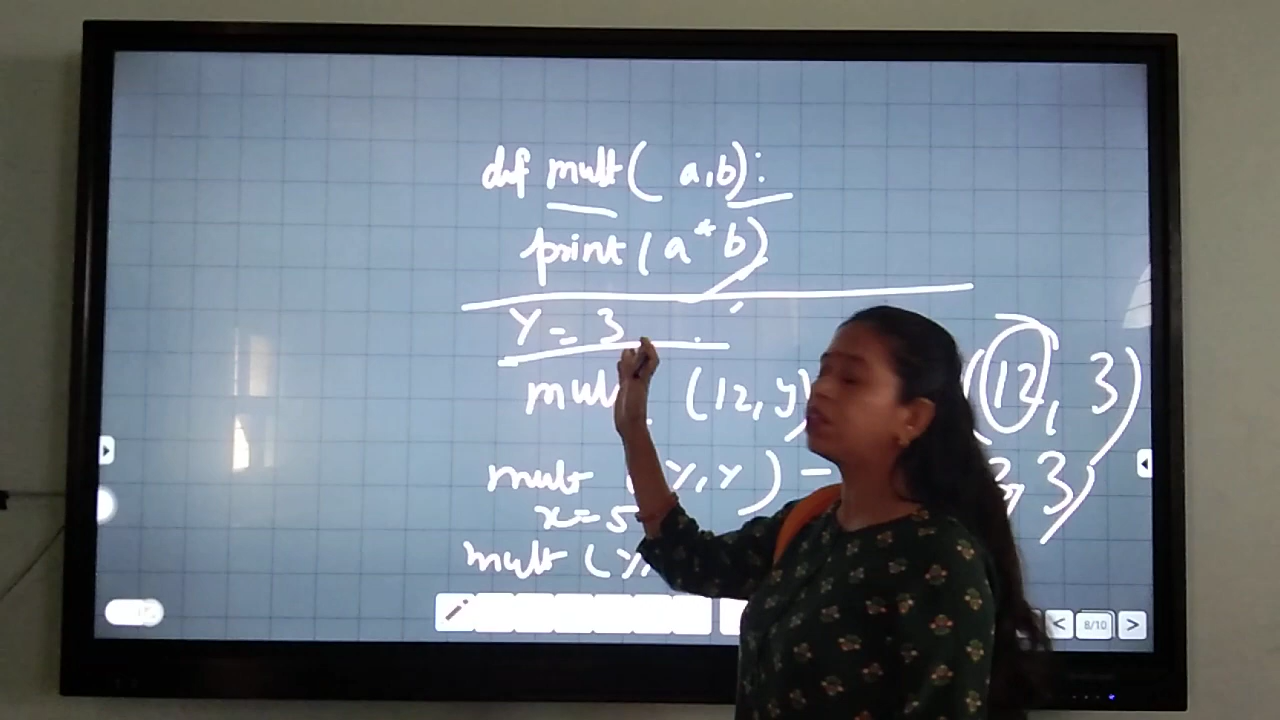 def mult( a,b):
print(a*b)
Y=3
mult (12,y) (12, 3)
mult (y,y) - 3)
x=5
mult (y,
8/10